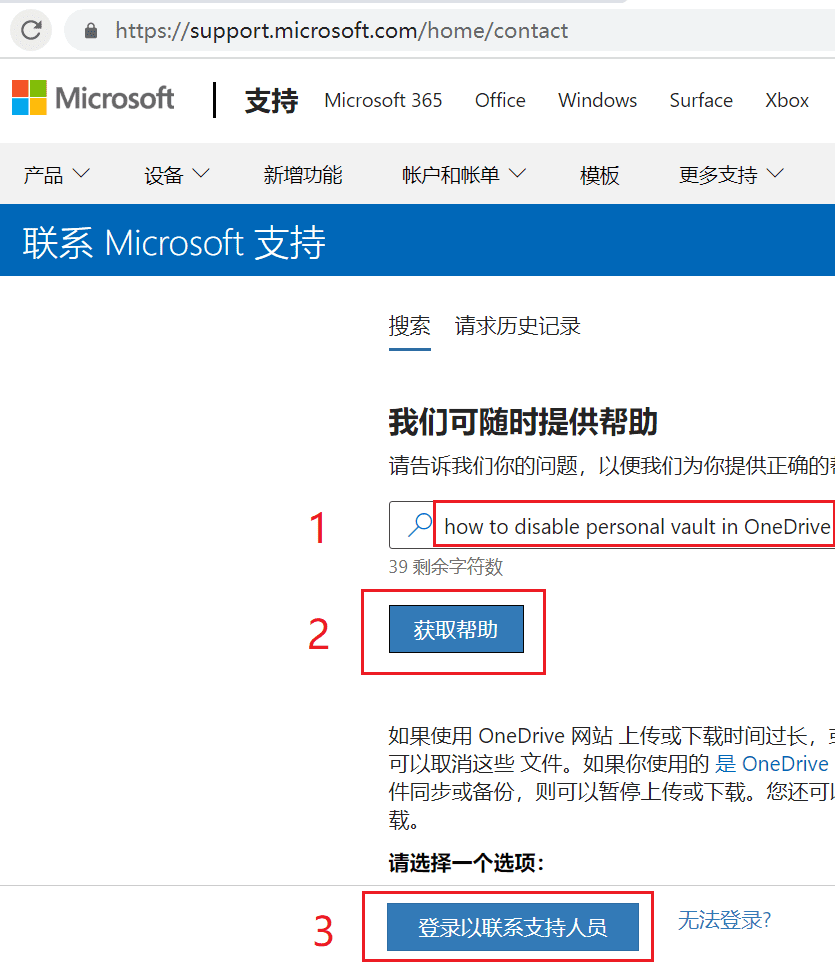 https://support.microsoft.com/home/contact
Microsoft 支持 Microsoft 365 Office Windows Surface Xbox
产品 设备 新增功能 帐户和帐单 模板 更多支持
联系 Microsoft 支持
搜索 请求历史记录
我们可随时提供帮助
请告诉我们你的问题，以便我们为你提供正确的
1 how to disable personal vault in OneDrive
39 剩余字符数
2 获取帮助
如果使用 OneDrive 网站 上传或下载时间过长，
可以取消这些 文件。如果你使用的 是 OneDrive
件同步或备份，则可以暂停上传或下载。您还可
载。
请选择一个选项：
3 登录以联系支持人员 无法登录?